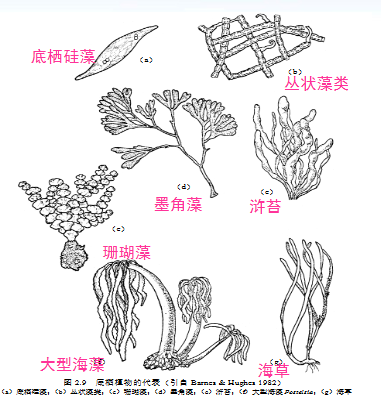 底栖硅藻
(a)
(b)
丛状藻类
(d)
(e)
墨角藻
浒苔
(c)
珊瑚藻
大型海藻
(g)
海草
图 2.9 底栖植物的代表 (引自 Barnes & Hughes 1982)
(a) 底栖硅藻; (b) 丛状藻类; (c) 珊瑚藻; (d) 墨角藻; (e) 浒苔; (f) 大型海藻 Postelsia; (g) 海草